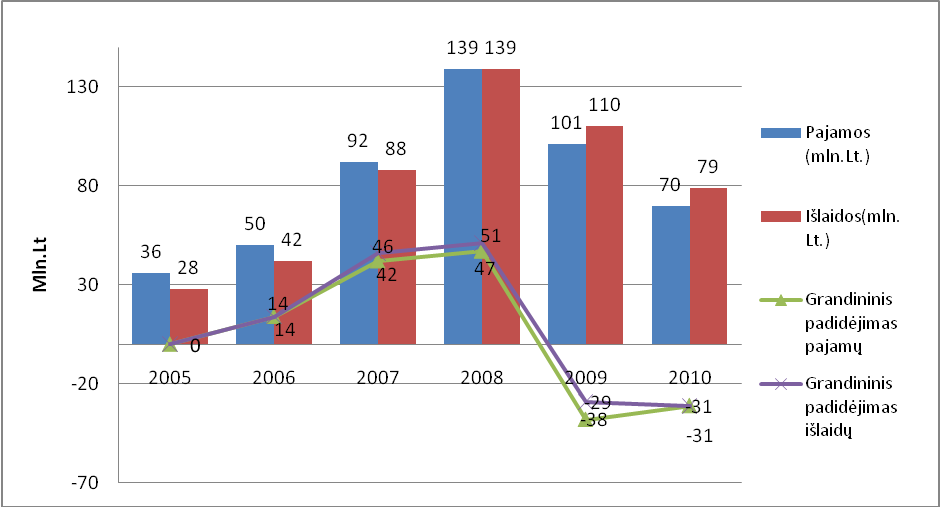 139 139
130
110
101
92
88
80
79
70
50
51
46
47
42
42
36
28
30
14
14
0
2005 2006 2007 2008 2009 2010
-20
-29
-38
-31
-31
-70
Mln.Lt
Pajamos
(mln.Lt.)
Išlaidos(mln.
Lt.)
Grandininis
padidėjimas
pajamų
Grandininis
padidėjimas
išlaidų